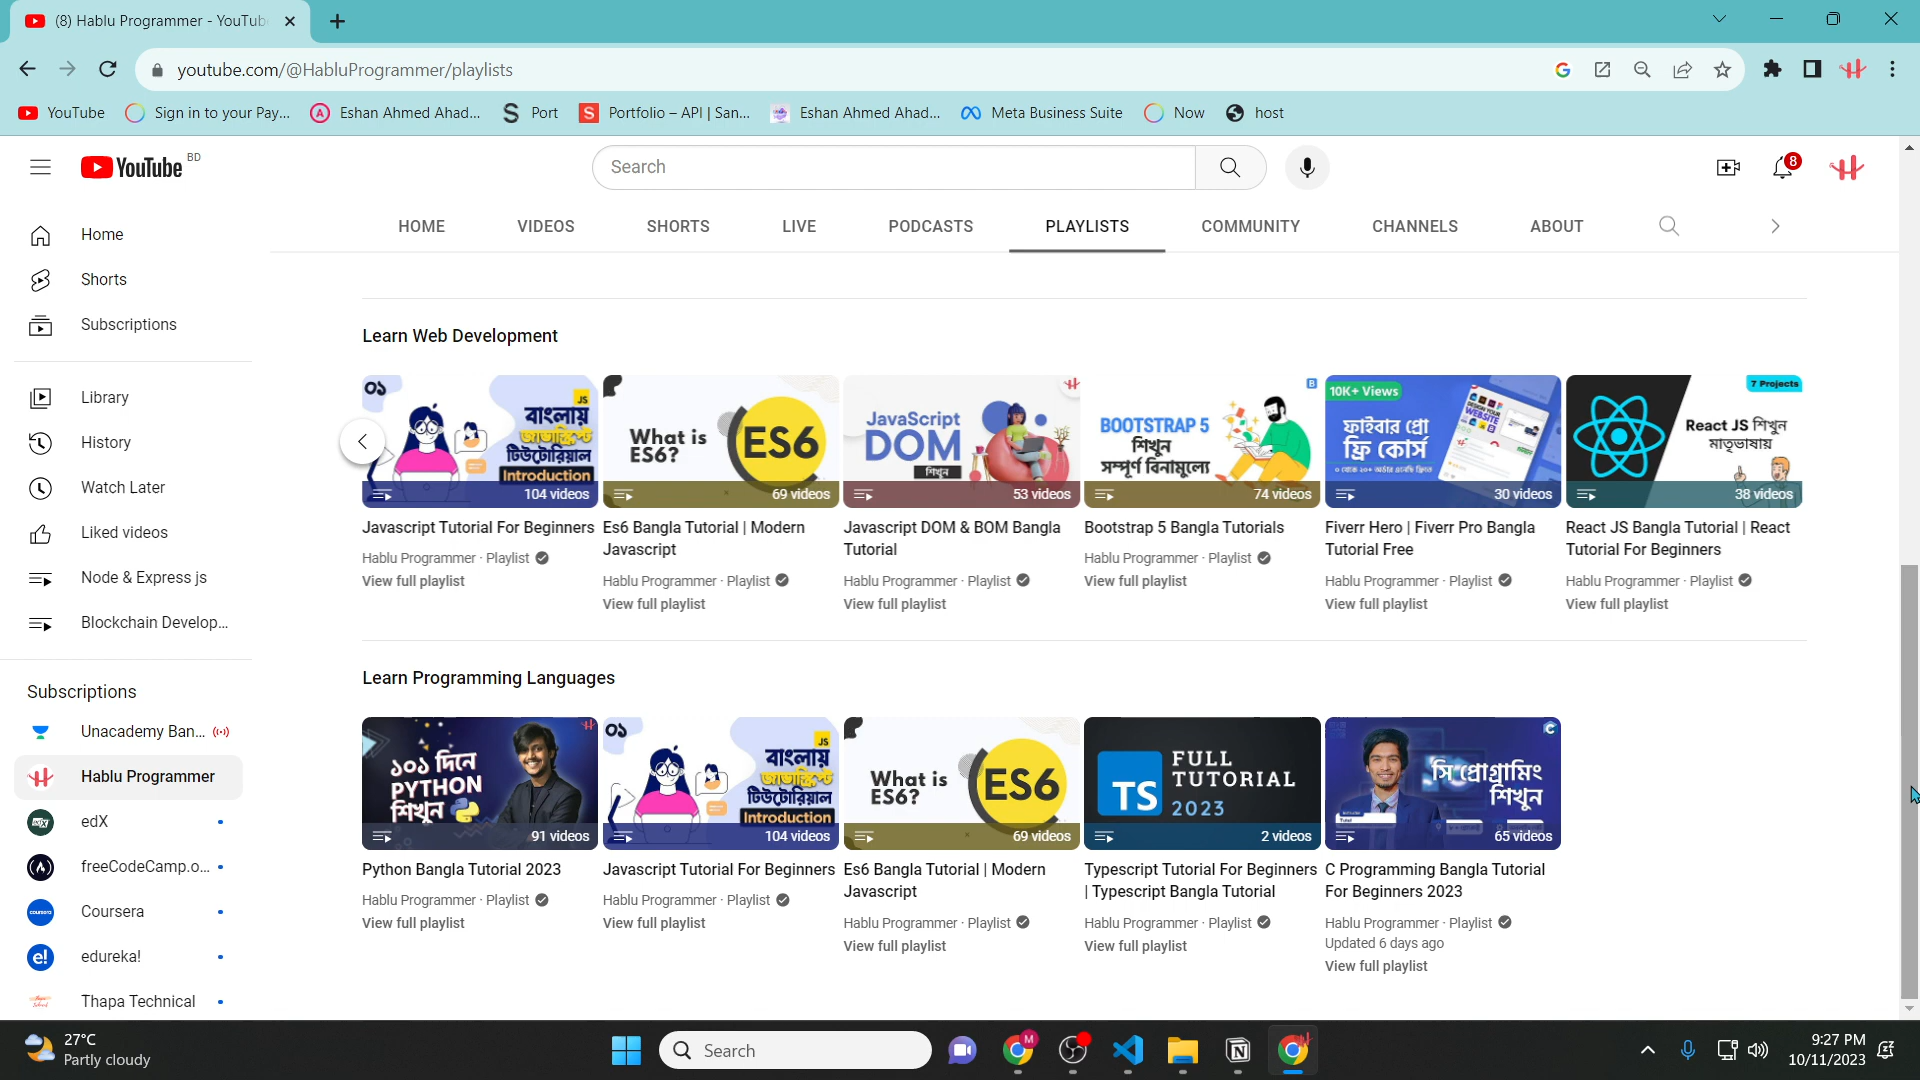 (8) Hablu Programmer - YouTub
youtube.com/@HabluProgrammer/playlists
YouTube
Sign in to your Pay...
Eshan Ahmed Ahad...
Port
Portfolio – API | San...
Eshan Ahmed Ahad...
Meta Business Suite
Now
host
YouTube BD
Search
8
HOME
VIDEOS
SHORTS
LIVE
PODCASTS
PLAYLISTS
COMMUNITY
CHANNELS
ABOUT
Home
Shorts
Subscriptions
Library
History
Watch Later
Liked videos
Node & Express js
Blockchain Develop...
Subscriptions
Unacademy Ban...
Hablu Programmer
edX
freeCodeCamp.o...
Coursera
edureka!
Thapa Technical
Learn Web Development
০১
JS
বাংলায়
জাভাস্ক্রিপ্ট
টিউটোরিয়াল
Introduction
104 videos
Javascript Tutorial For Beginners
Hablu Programmer · Playlist
View full playlist
What is
ES6?
ES6
69 videos
Es6 Bangla Tutorial | Modern
Javascript
Hablu Programmer · Playlist
View full playlist
JavaScript
DOM
শিখুন
53 videos
Javascript DOM & BOM Bangla
Tutorial
Hablu Programmer · Playlist
View full playlist
B
BOOTSTRAP 5
শিখুন
সম্পূর্ণ বিনামূল্যে
74 videos
Bootstrap 5 Bangla Tutorials
Hablu Programmer · Playlist
View full playlist
10K+ Views
ফাইবার প্রো
ফ্রি কোর্স
30 videos
Fiverr Hero | Fiverr Pro Bangla
Tutorial Free
Hablu Programmer · Playlist
View full playlist
7 Projects
React JS শিখুন
মাতৃভাষায়
38 videos
React JS Bangla Tutorial | React
Tutorial For Beginners
Hablu Programmer · Playlist
View full playlist
Learn Programming Languages
১০১ দিনে
PYTHON
শিখুন
91 videos
Python Bangla Tutorial 2023
Hablu Programmer · Playlist
View full playlist
০১
JS
বাংলায়
জাভাস্ক্রিপ্ট
টিউটোরিয়াল
Introduction
104 videos
Javascript Tutorial For Beginners
Hablu Programmer · Playlist
View full playlist
What is
ES6?
ES6
69 videos
Es6 Bangla Tutorial | Modern
Javascript
Hablu Programmer · Playlist
View full playlist
TS
FULL
TUTORIAL
2023
2 videos
Typescript Tutorial For Beginners
| Typescript Bangla Tutorial
Hablu Programmer · Playlist
View full playlist
C
সি প্রোগ্রামিং
শিখুন
65 videos
C Programming Bangla Tutorial
For Beginners 2023
Hablu Programmer · Playlist
Updated 6 days ago
View full playlist
27°C
Partly cloudy
Search
M
9:27 PM
10/11/2023